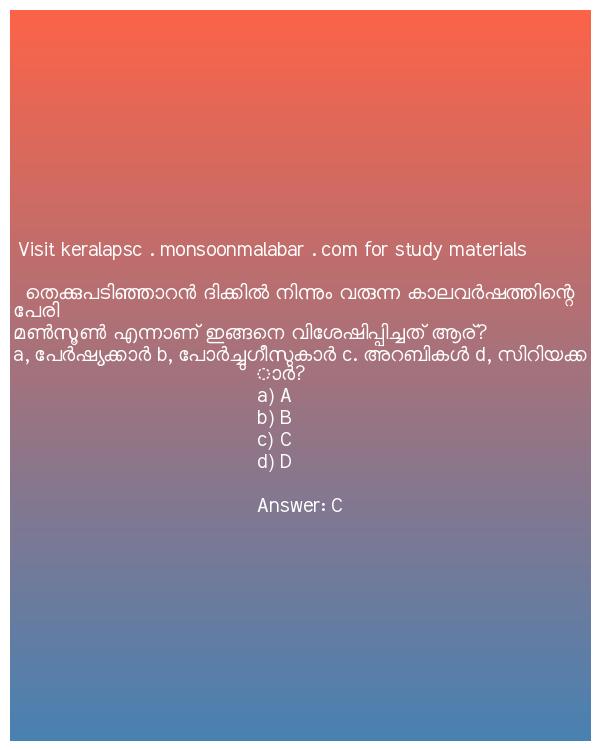 Visit keralapsc . monsoonmalabar . com for study materials
തെക്കുപടിഞ്ഞാറൻ ദിക്കിൽ നിന്നും വരുന്ന കാലവർഷത്തിന്റെ
പേരി
മൺസൂൺ എന്നാണ് ഇങ്ങനെ വിശേഷിപ്പിച്ചത് ആര്?
a, പേർഷ്യക്കാർ b, പോർച്ചുഗീസുകാർ c. അറബികൾ d, സിറിയക്ക
ാർ?
a) A
b) B
c) C
d) D
Answer: C